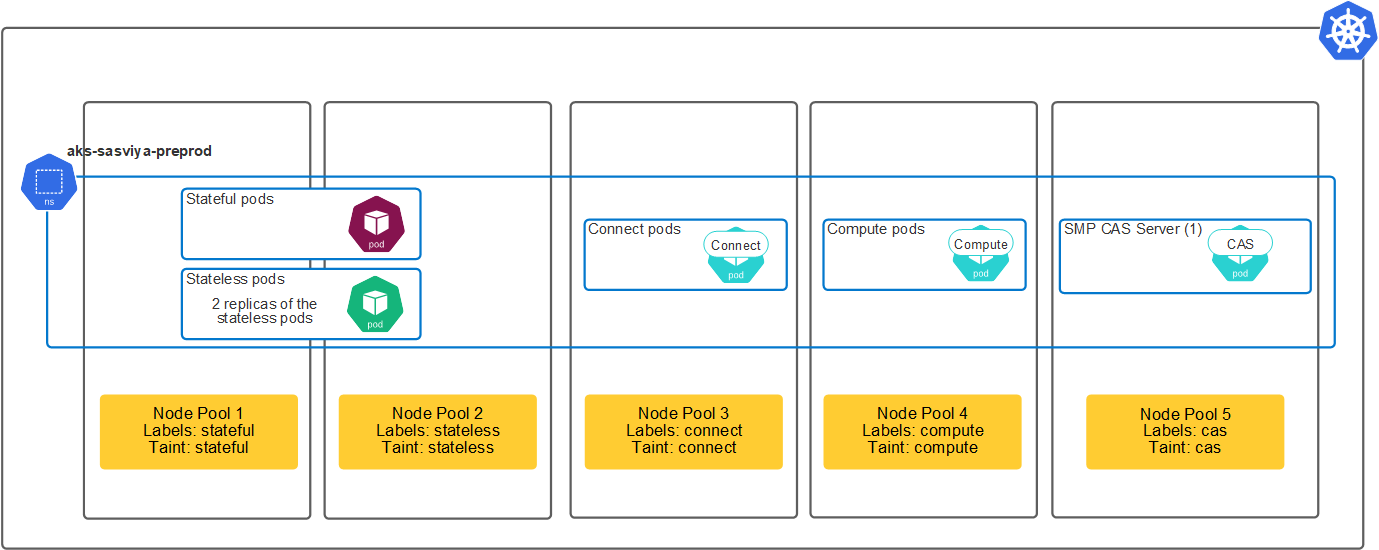 aks-sasviya-preprod
ns
Stateful pods
pod
Stateless pods
2 replicas of the
stateless pods
pod
Connect pods
Connect
pod
Compute pods
Compute
pod
SMP CAS Server (1)
CAS
pod
Node Pool 1
Labels: stateful
Taint: stateful
Node Pool 2
Labels: stateless
Taint: stateless
Node Pool 3
Labels: connect
Taint: connect
Node Pool 4
Labels: compute
Taint: compute
Node Pool 5
Labels: cas
Taint: cas